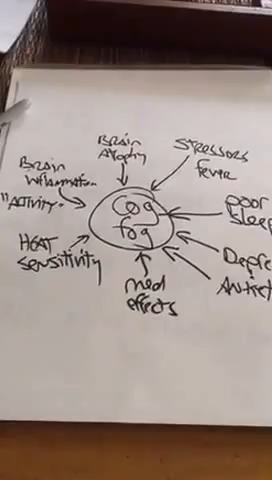 Brain
Atrophy
STRESSORS
fever
Brain
Inflammation
"Activity"
Cog
fog
poor
sleep
HEAT
sensitivity
Depre
Anxiet
med
effects